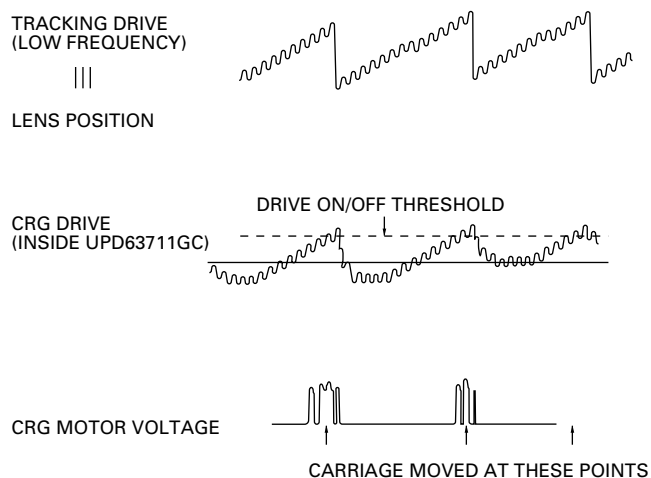 TRACKING DRIVE
(LOW FREQUENCY)
LENS POSITION
DRIVE ON/OFF THRESHOLD
CRG DRIVE
(INSIDE UPD63711GC)
CRG MOTOR VOLTAGE
CARRIAGE MOVED AT THESE POINTS